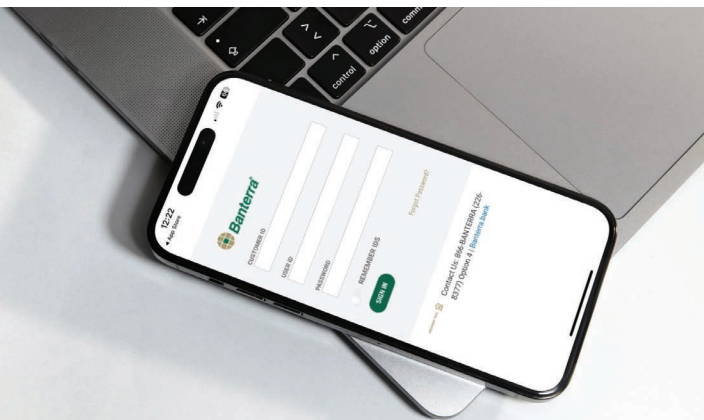 comm
option
control
12:22
◀ App Store
Banterra
CUSTOMER ID
USER ID
PASSWORD
REMEMBER IDS
SIGN IN
Forgot Password?
Contact Us: 866-BANTERRA (226-
8377) Option 4 | Banterra.bank